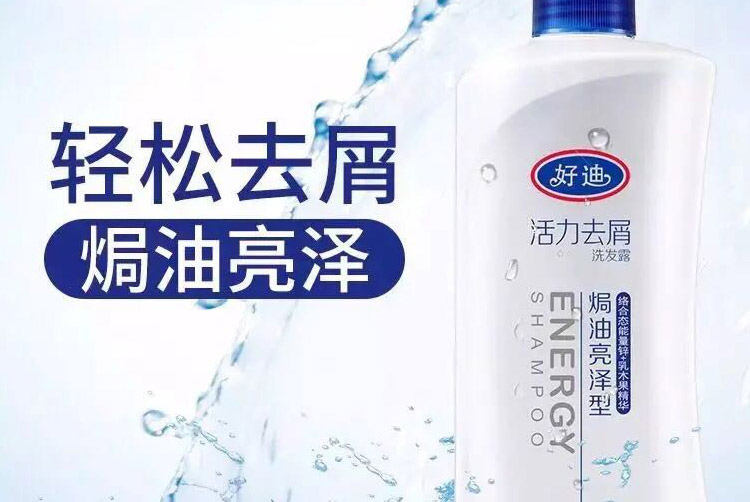 轻松去屑
焗油亮泽
好迪
活力去屑
洗发露
ENERGY
SHAMPOO
焗油亮泽型
络合态能量锌+乳木果精华